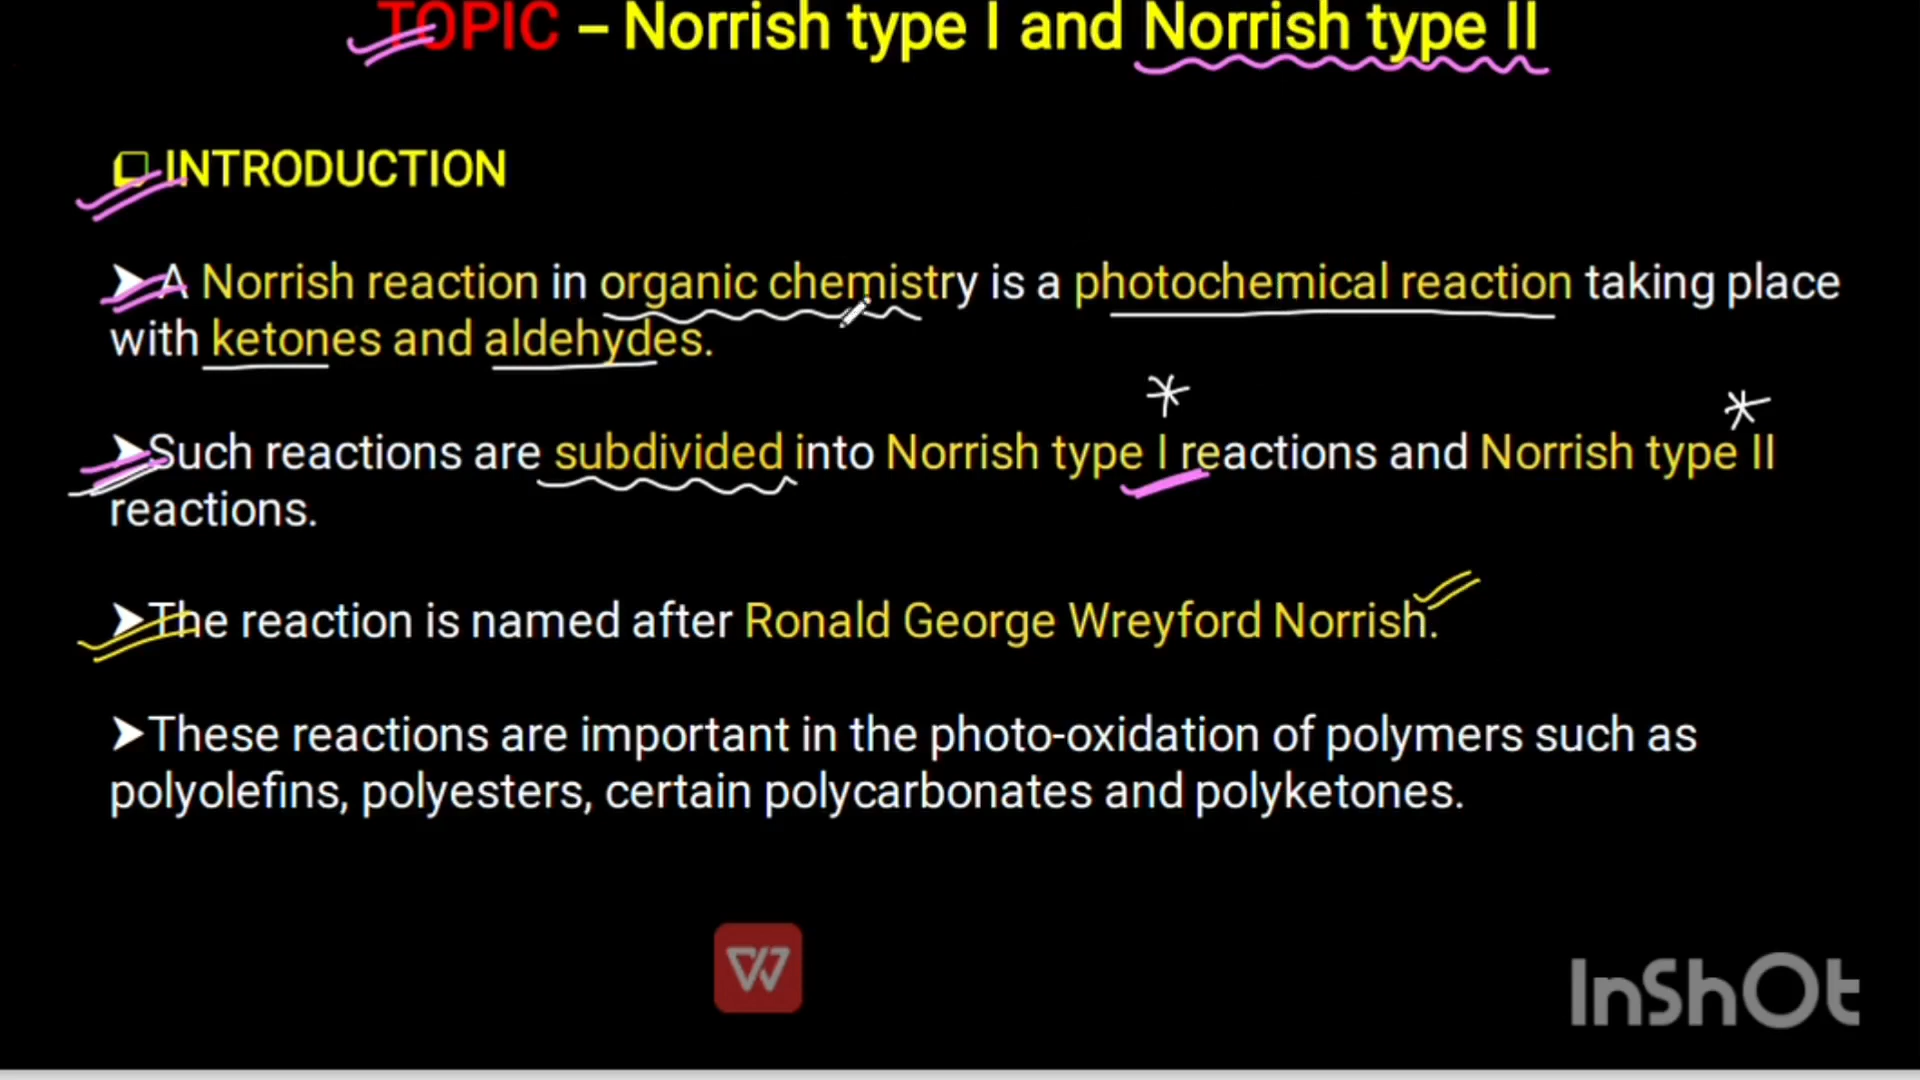 TOPIC – Norrish type I and Norrish type II
INTRODUCTION
➤A Norrish reaction in organic chemistry is a photochemical reaction taking place
with ketones and aldehydes.
➤Such reactions are subdivided into Norrish type I reactions and Norrish type II
reactions.
➤The reaction is named after Ronald George Wreyford Norrish.
➤These reactions are important in the photo-oxidation of polymers such as
polyolefins, polyesters, certain polycarbonates and polyketones.
W
InShOt